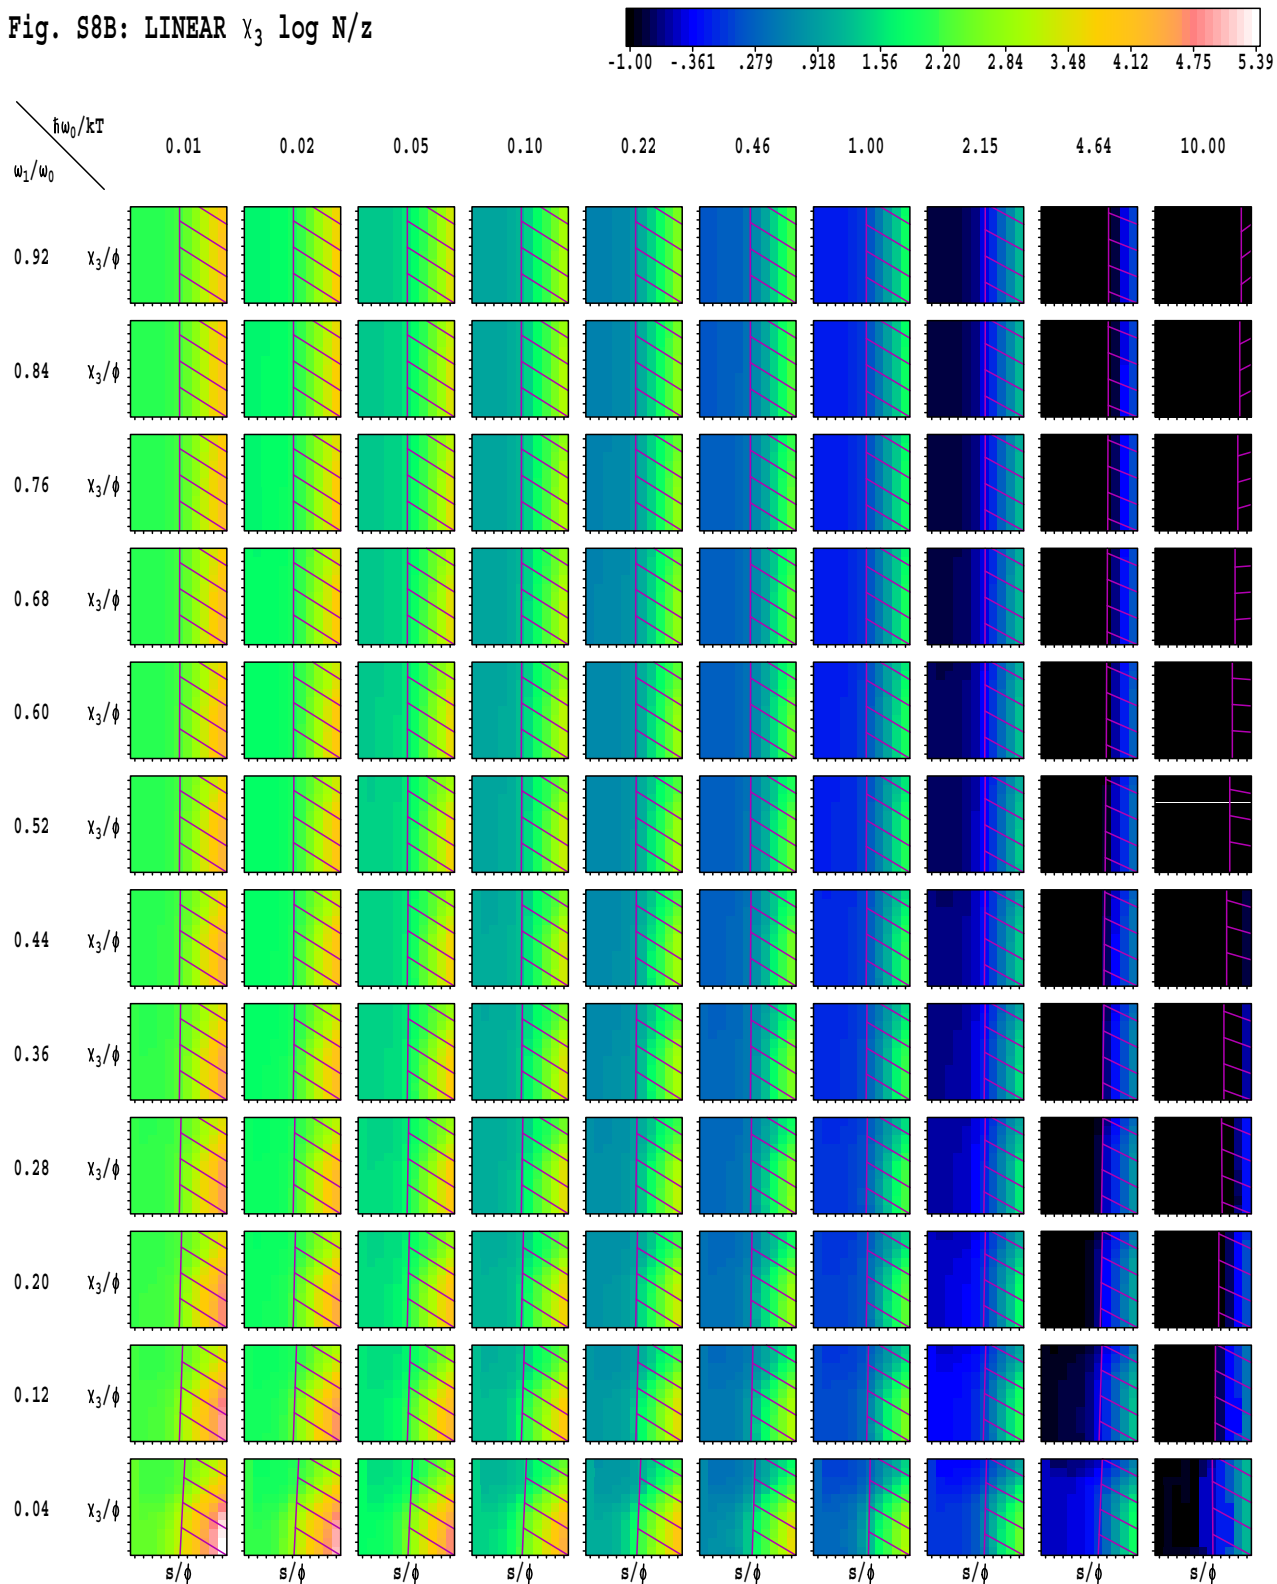 Fig. S8B: LINEAR χ₃ log N/z
-1.00 -.361 .279 .918 1.56 2.20 2.84 3.48 4.12 4.75 5.39
ħω₀/kT
ω₁/ω₀
0.01 0.02 0.05 0.10 0.22 0.46 1.00 2.15 4.64 10.00
0.92 χ₃/ϕ
0.84 χ₃/ϕ
0.76 χ₃/ϕ
0.68 χ₃/ϕ
0.60 χ₃/ϕ
0.52 χ₃/ϕ
0.44 χ₃/ϕ
0.36 χ₃/ϕ
0.28 χ₃/ϕ
0.20 χ₃/ϕ
0.12 χ₃/ϕ
0.04 χ₃/ϕ
s/ϕ s/ϕ s/ϕ s/ϕ s/ϕ s/ϕ s/ϕ s/ϕ s/ϕ s/ϕ